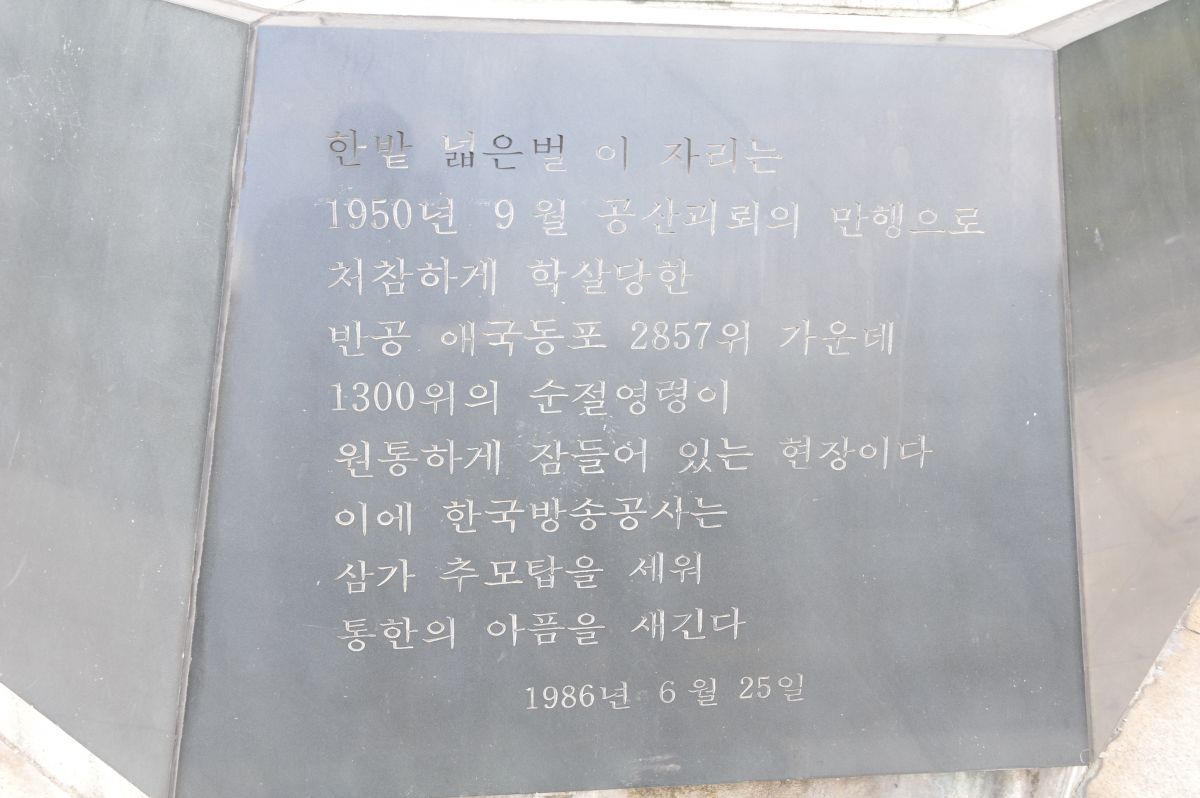 한밭 넓은벌 이 자리는
1950년 9월 공산괴뢰의 만행으로
처참하게 학살당한
반공 애국동포 2857위 가운데
1300위의 순절영령이
원통하게 잠들어 있는 현장이다
이에 한국방송공사는
삼가 추모탑을 세워
통한의 아픔을 새긴다
1986년 6월 25일